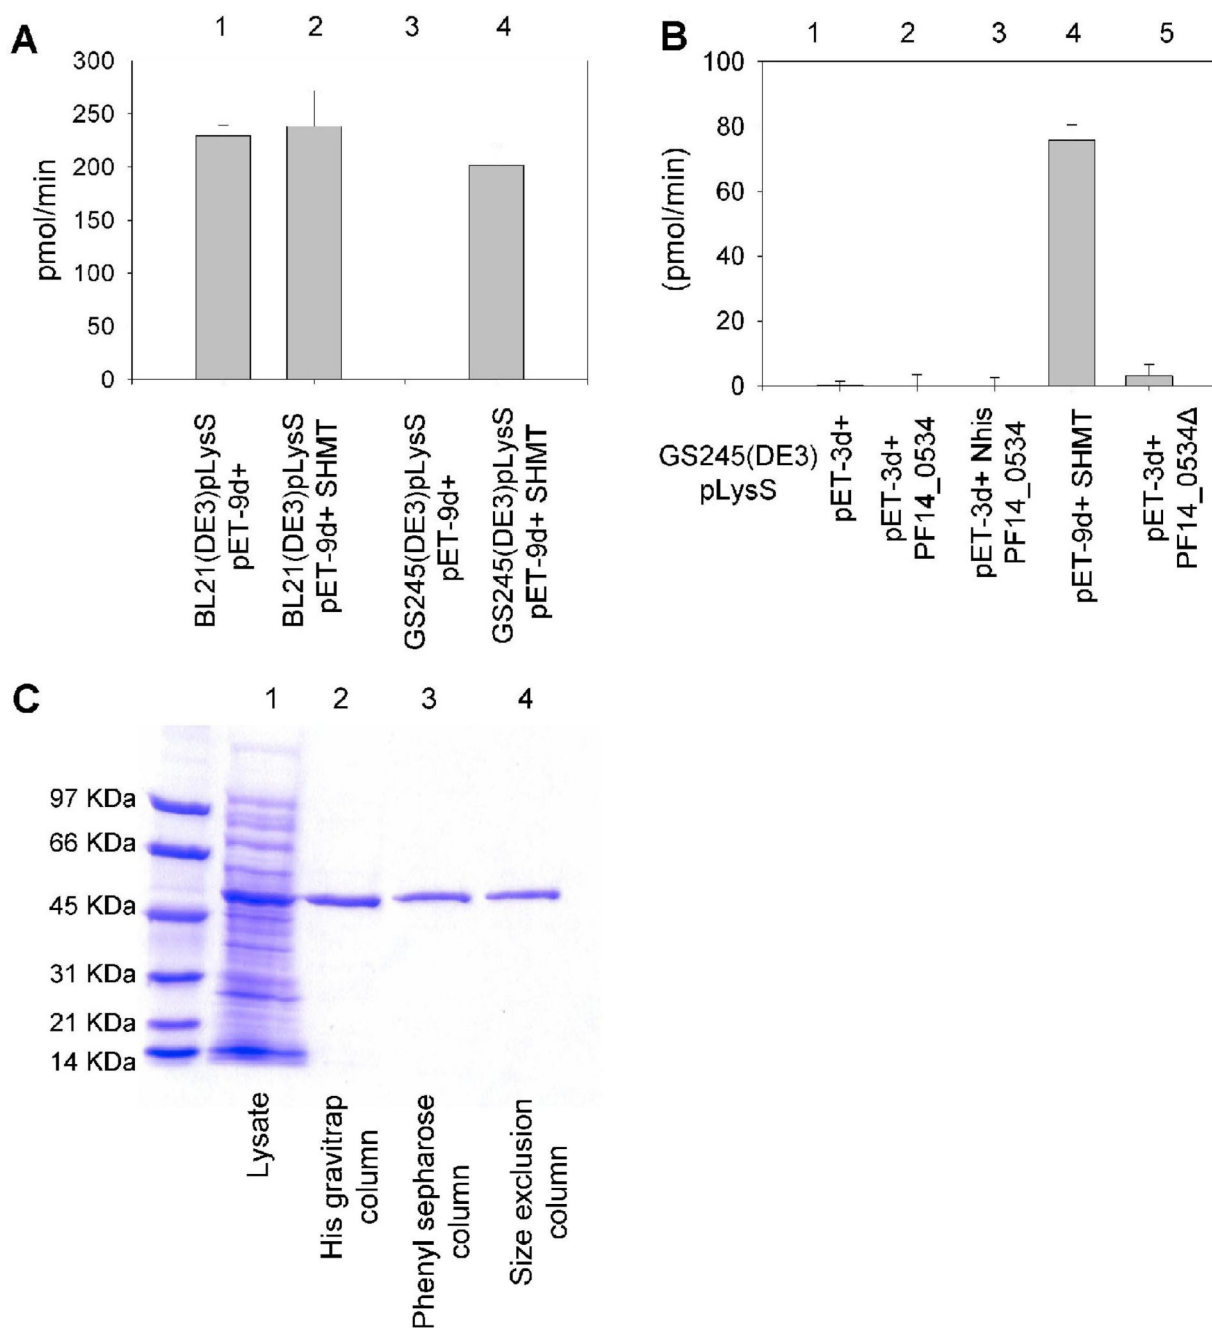 A
1 2 3 4
300
250
200
150
100
50
0
pmol/min
BL21(DE3)pLysS
pET-9d+
BL21(DE3)pLysS
pET-9d+ SHMT
GS245(DE3)pLysS
pET-9d+
GS245(DE3)pLysS
pET-9d+ SHMT
B
1 2 3 4 5
100
80
60
40
20
0
(pmol/min)
GS245(DE3)
pLysS
pET-3d+
pET-3d+
PF14_0534
pET-3d+ Nhis
PF14_0534
pET-9d+ SHMT
pET-3d+
PF14_0534Δ
C
1 2 3 4
97 KDa
66 KDa
45 KDa
31 KDa
21 KDa
14 KDa
Lysate
His gravitrap
column
Phenyl sepharose
column
Size exclusion
column